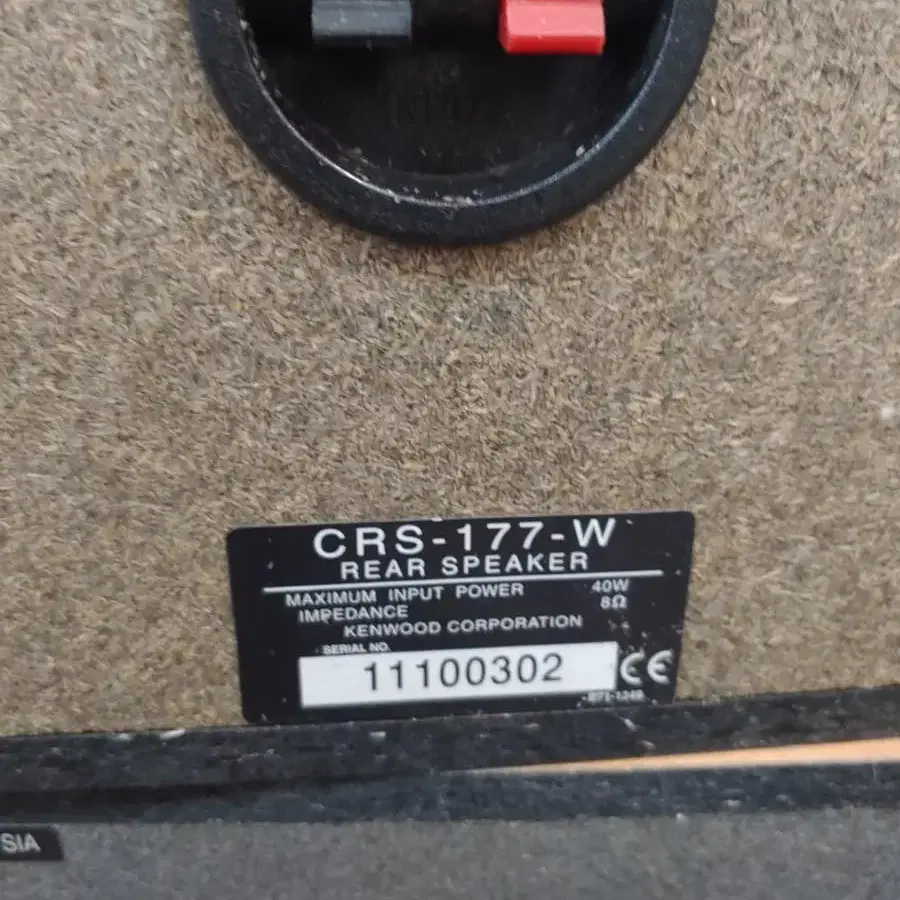 CRS-177-W
REAR SPEAKER
MAXIMUM INPUT POWER 40W
IMPEDANCE 8Ω
KENWOOD CORPORATION
SERIAL NO.
11100302 CE
SIA